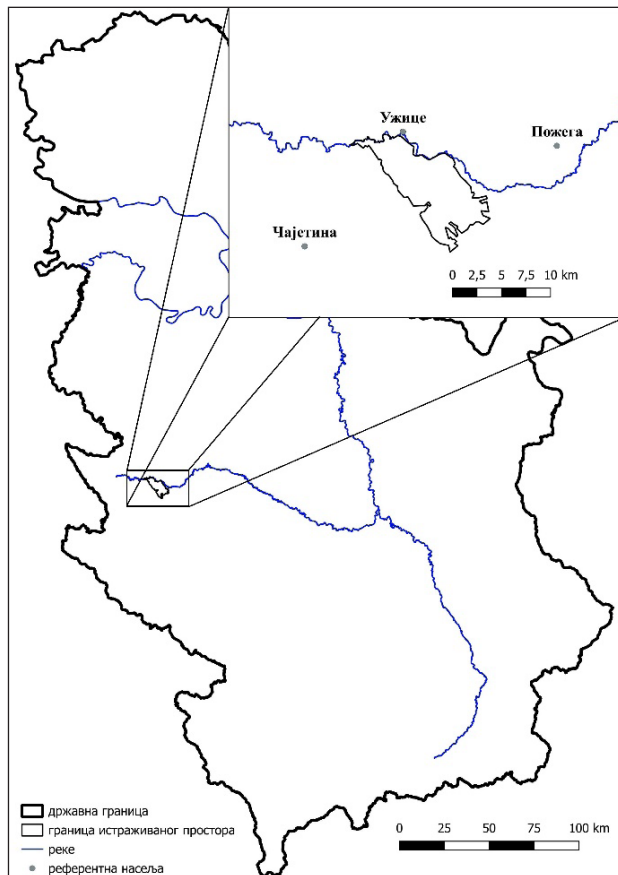 Ужице
Пожега
Чајетина
0 2,5 5 7,5 10 km
државна граница
граница истраживаног простора
реке
референтна насеља
0 25 50 75 100 km